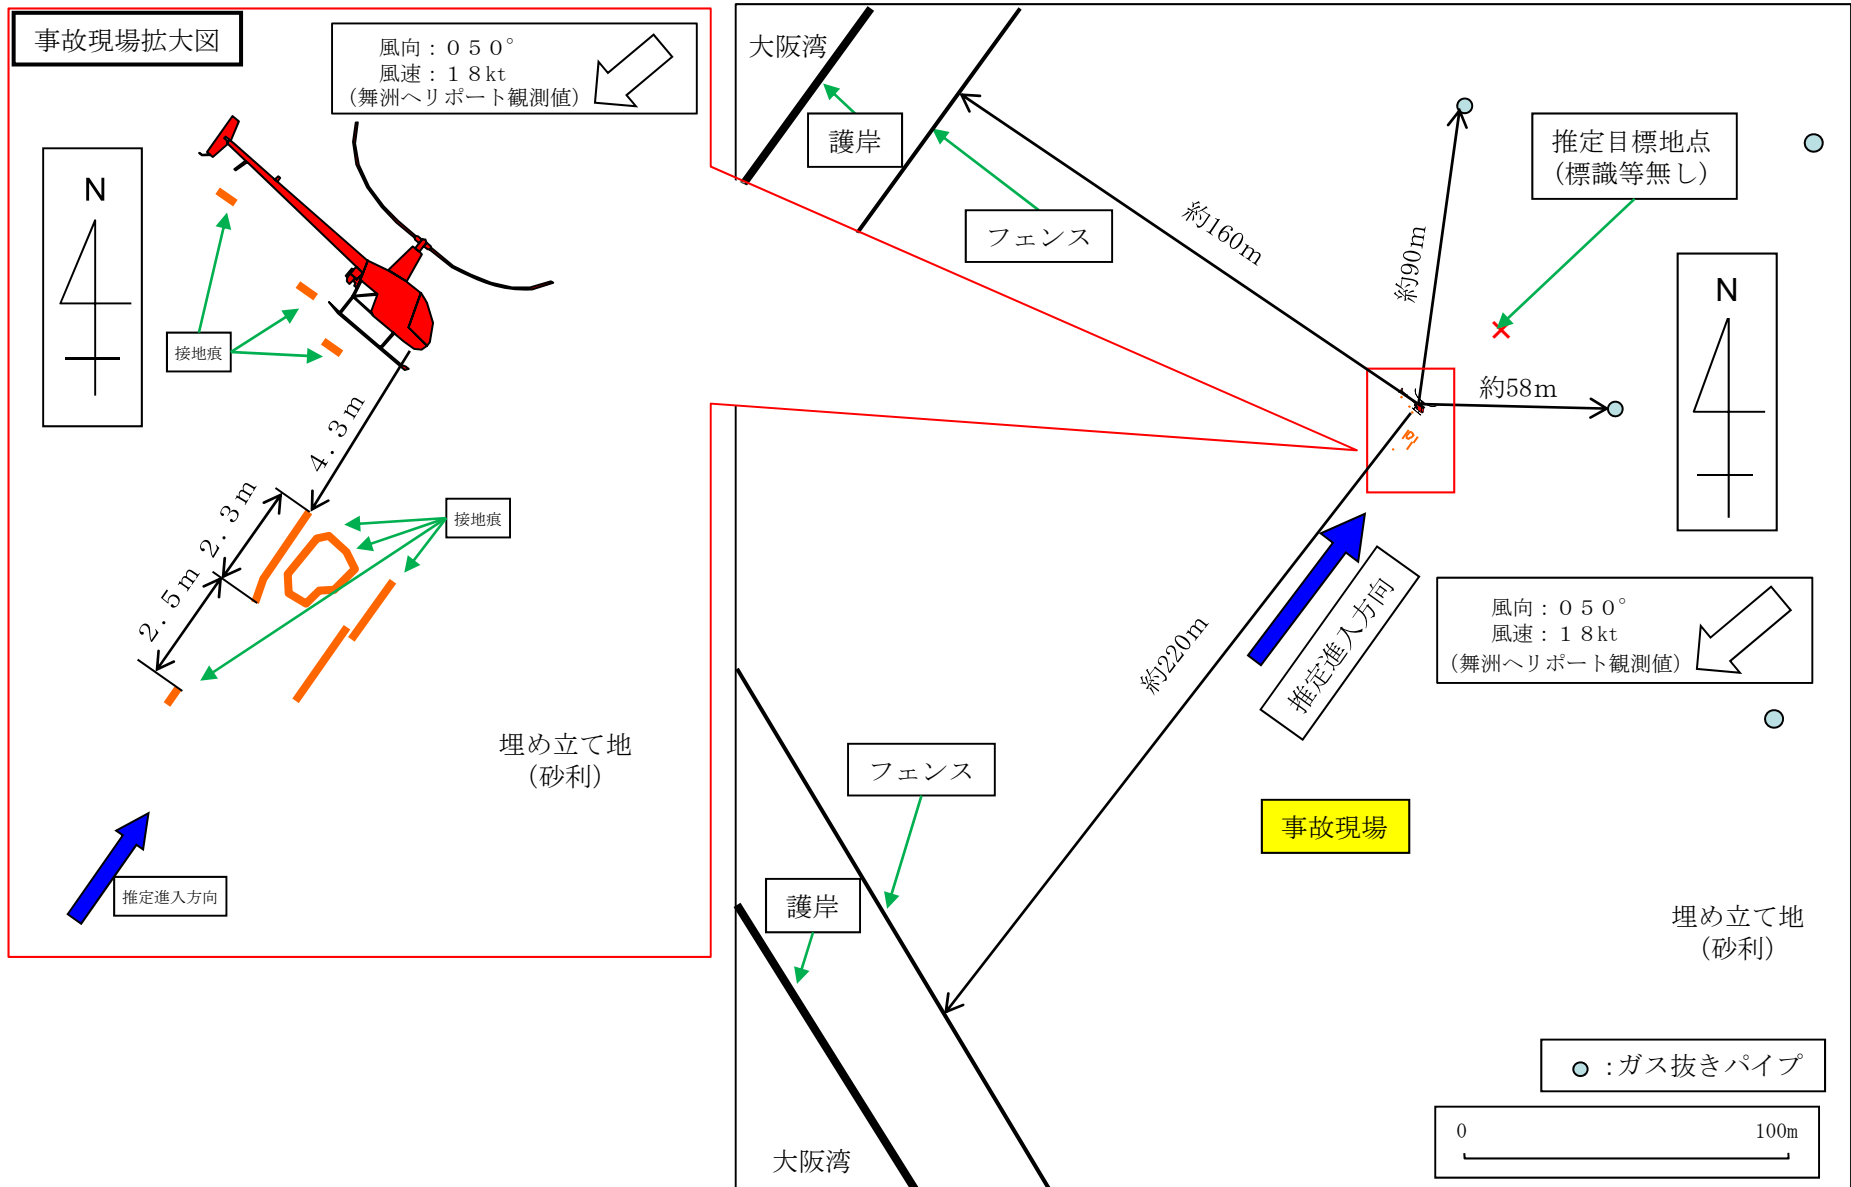 事故現場拡大図
風向：０５０°
風速：１８kt
(舞洲ヘリポート観測値)
N
接地痕
４．３ｍ
２．３ｍ
２．５ｍ
接地痕
埋め立て地
(砂利)
推定進入方向
大阪湾
護岸
フェンス
約160m
約90m
推定目標地点
(標識等無し)
N
約58m
約220m
推定進入方向
風向：０５０°
風速：１８kt
(舞洲ヘリポート観測値)
フェンス
護岸
事故現場
埋め立て地
(砂利)
大阪湾
：ガス抜きパイプ
0 100m